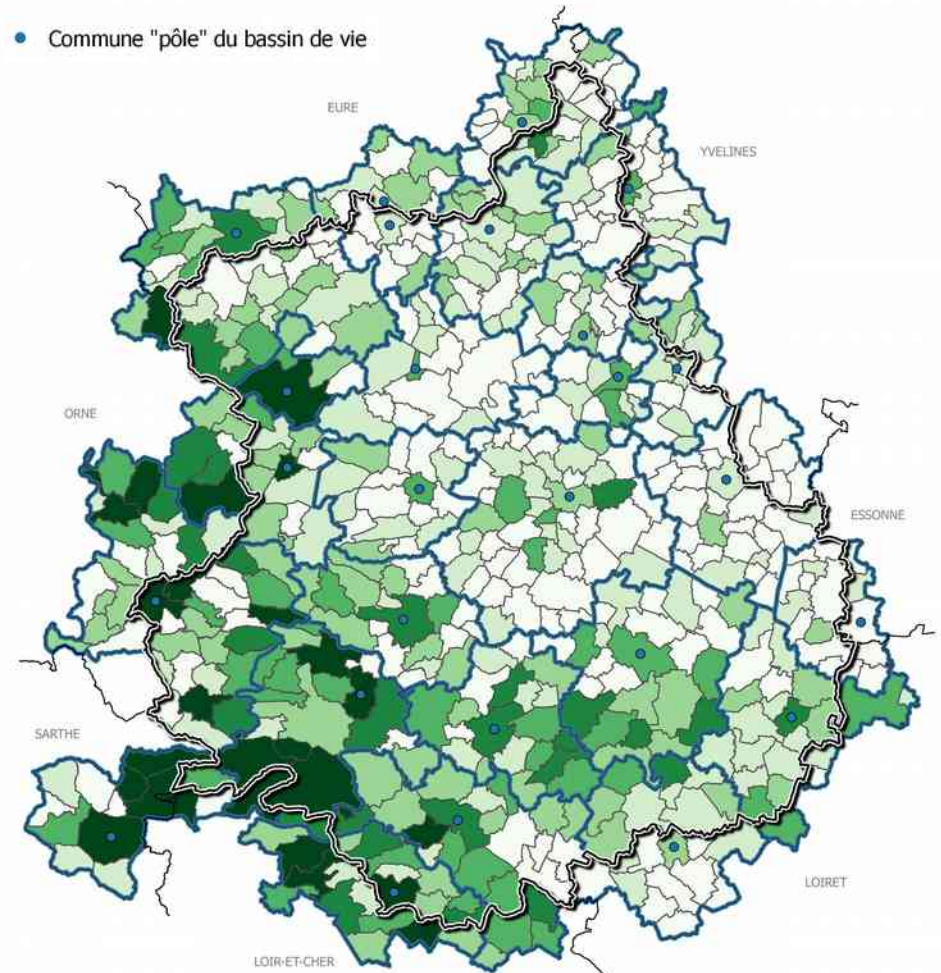 Commune "pôle" du bassin de vie
EURE
YVELINES
ORNE
ESSONNE
SARTHE
LOIRET
LOIR-ET-CHER